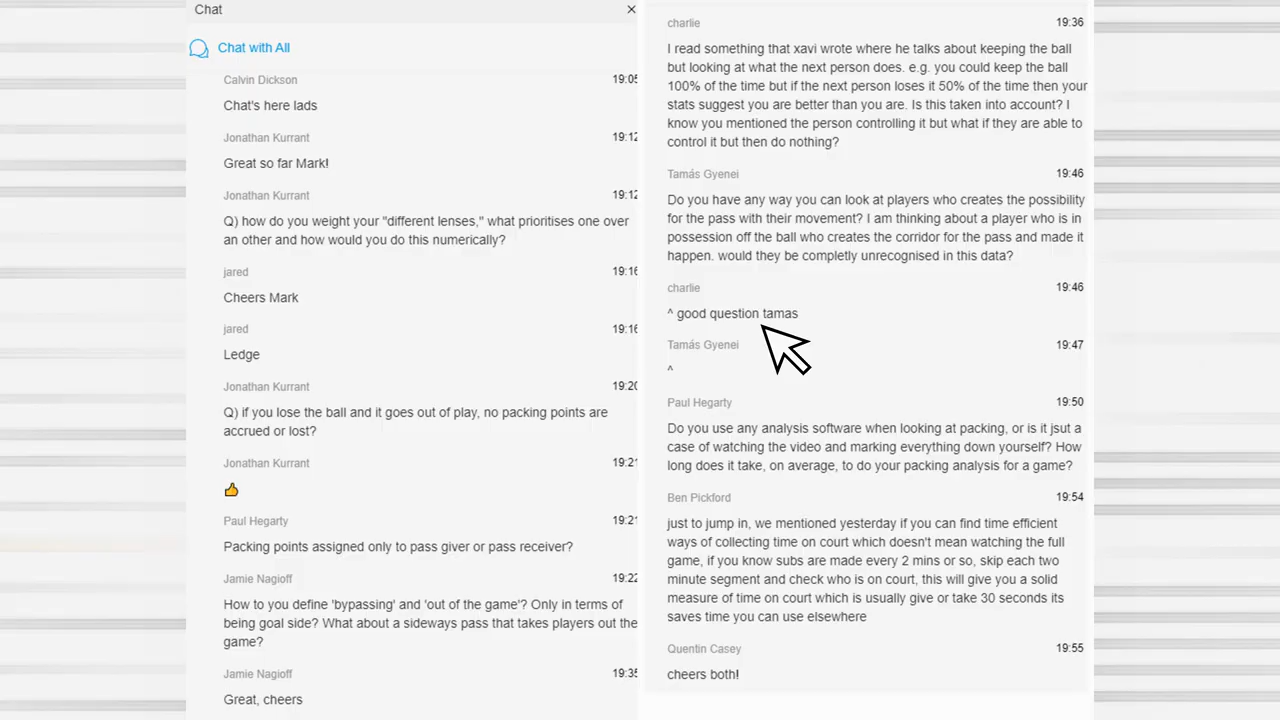 Chat
Chat with All
Calvin Dickson 19:05
Chat's here lads
Jonathan Kurrant 19:12
Great so far Mark!
Jonathan Kurrant 19:12
Q) how do you weight your "different lenses," what prioritises one over
an other and how would you do this numerically?
jared 19:16
Cheers Mark
jared 19:16
Ledge
Jonathan Kurrant 19:20
Q) if you lose the ball and it goes out of play, no packing points are
accrued or lost?
Jonathan Kurrant 19:21
👍
Paul Hegarty 19:21
Packing points assigned only to pass giver or pass receiver?
Jamie Nagioff 19:22
How to you define 'bypassing' and 'out of the game'? Only in terms of
being goal side? What about a sideways pass that takes players out the
game?
Jamie Nagioff 19:35
Great, cheers
charlie 19:36
I read something that xavi wrote where he talks about keeping the ball
but looking at what the next person does. e.g. you could keep the ball
100% of the time but if the next person loses it 50% of the time then your
stats suggest you are better than you are. Is this taken into account? I
know you mentioned the person controlling it but what if they are able to
control it but then do nothing?
Tamás Gyenei 19:46
Do you have any way you can look at players who creates the possibility
for the pass with their movement? I am thinking about a player who is in
possession off the ball who creates the corridor for the pass and made it
happen. would they be completly unrecognised in this data?
charlie 19:46
^ good question tamas
Tamás Gyenei 19:47
^
Paul Hegarty 19:50
Do you use any analysis software when looking at packing, or is it jsut a
case of watching the video and marking everything down yourself? How
long does it take, on average, to do your packing analysis for a game?
Ben Pickford 19:54
just to jump in, we mentioned yesterday if you can find time efficient
ways of collecting time on court which doesn't mean watching the full
game, if you know subs are made every 2 mins or so, skip each two
minute segment and check who is on court, this will give you a solid
measure of time on court which is usually give or take 30 seconds its
saves time you can use elsewhere
Quentin Casey 19:55
cheers both!